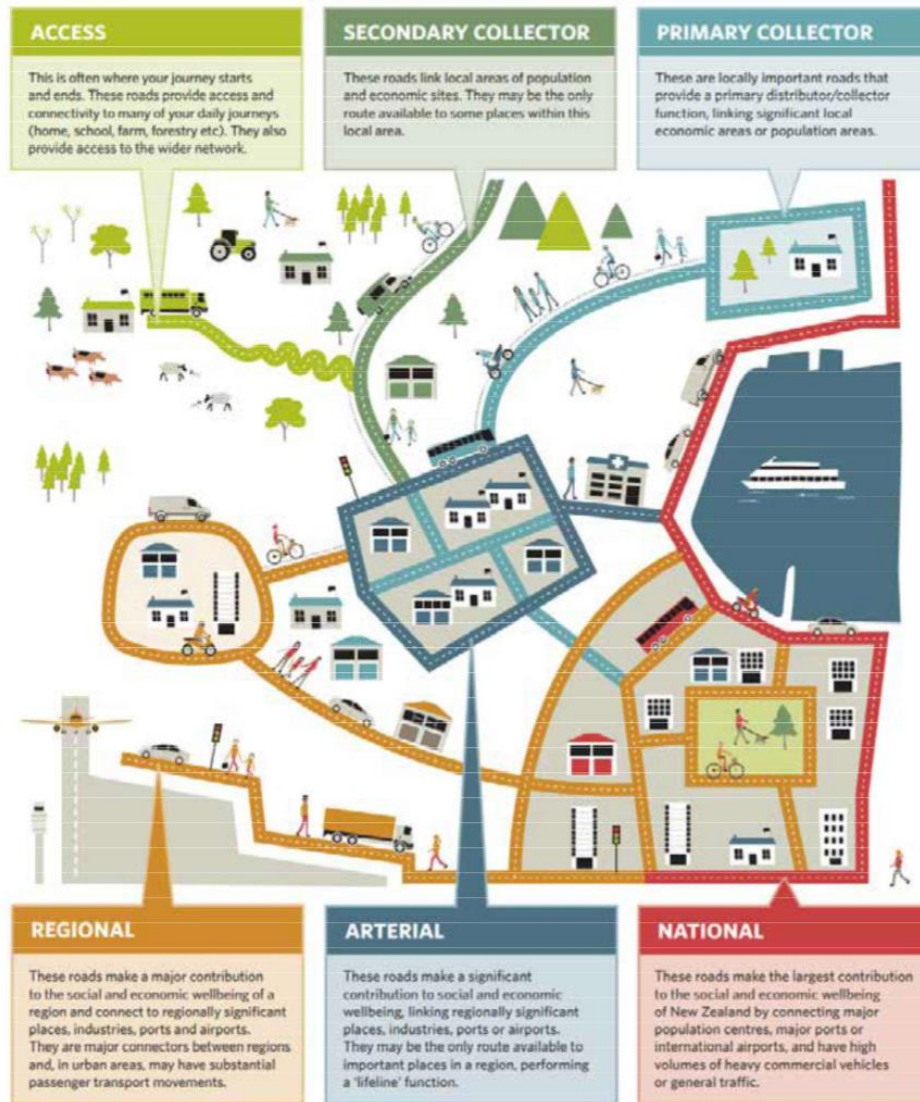 ACCESS
This is often where your journey starts
and ends. These roads provide access and
connectivity to many of your daily journeys
(home, school, farm, forestry etc). They also
provide access to the wider network.
SECONDARY COLLECTOR
These roads link local areas of population
and economic sites. They may be the only
route available to some places within this
local area.
PRIMARY COLLECTOR
These are locally important roads that
provide a primary distributor/collector
function, linking significant local
economic areas or population areas.
REGIONAL
These roads make a major contribution
to the social and economic wellbeing of a
region and connect to regionally significant
places, industries, ports and airports.
They are major connectors between regions
and, in urban areas, may have substantial
passenger transport movements.
ARTERIAL
These roads make a significant
contribution to social and economic
wellbeing, linking regionally significant
places, industries, ports or airports.
They may be the only route available to
important places in a region, performing
a 'lifeline' function.
NATIONAL
These roads make the largest contribution
to the social and economic wellbeing
of New Zealand by connecting major
population centres, major ports or
international airports, and have high
volumes of heavy commercial vehicles
or general traffic.